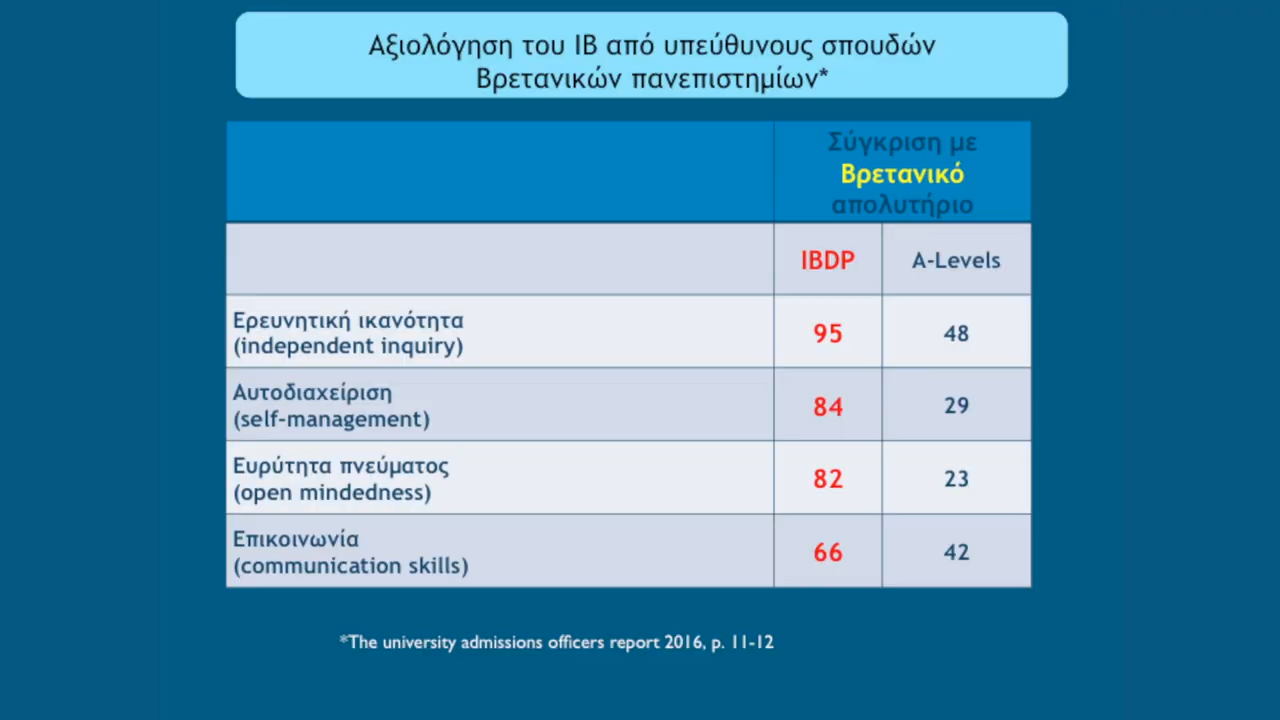 Αξιολόγηση του ΙΒ από υπεύθυνους σπουδών
Βρετανικών πανεπιστημίων*
Σύγκριση με
Βρετανικό
απολυτήριο
IBDP
A-Levels
Ερευνητική ικανότητα
(independent inquiry)
95
48
Αυτοδιαχείριση
(self-management)
84
29
Ευρύτητα πνεύματος
(open mindedness)
82
23
Επικοινωνία
(communication skills)
66
42
*The university admissions officers report 2016, p. 11-12